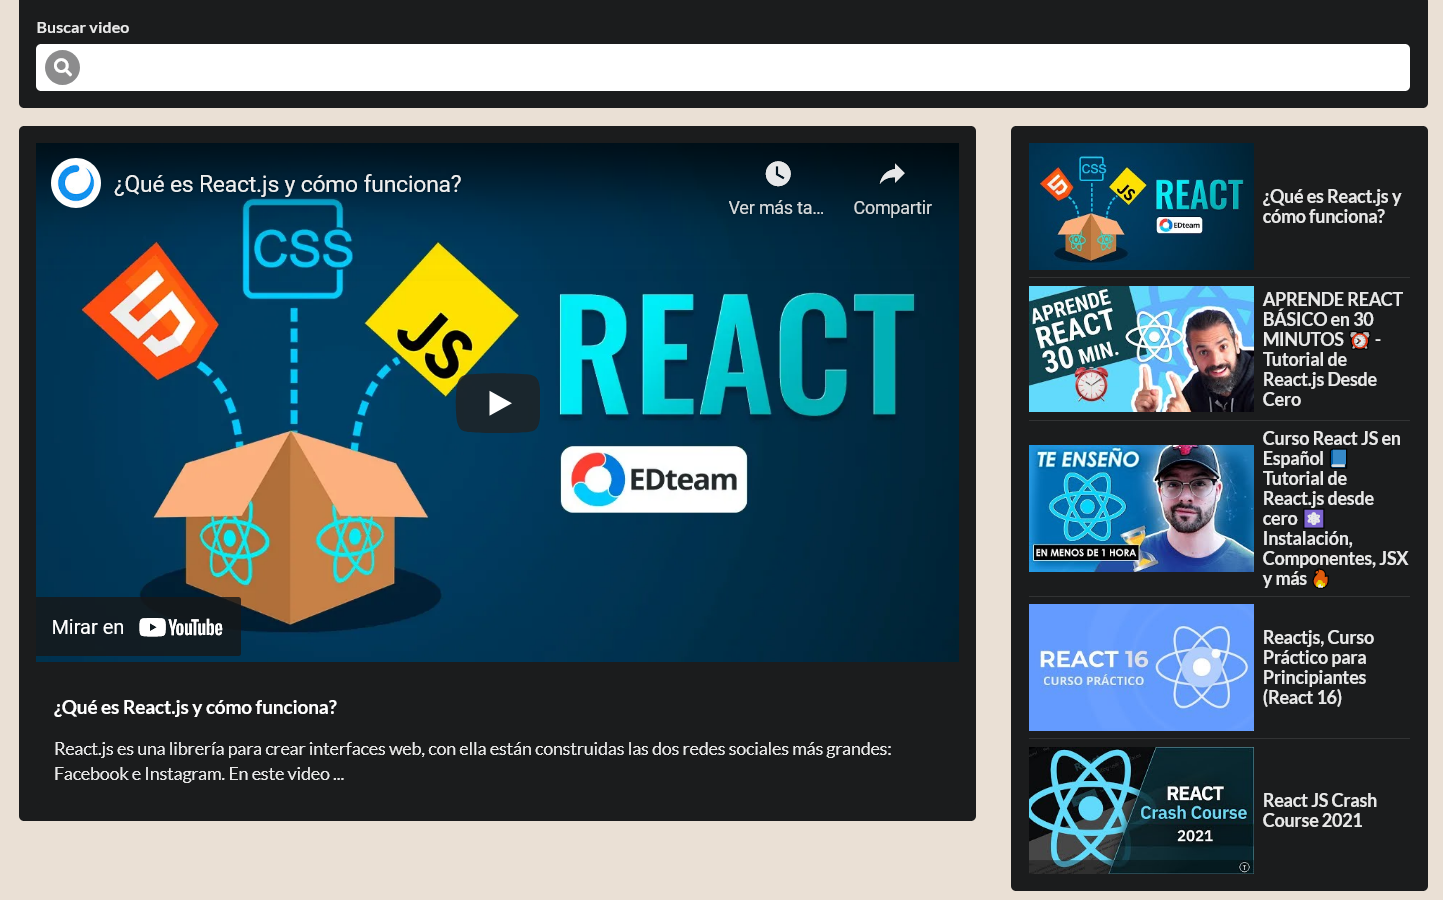 Buscar video
¿Qué es React.js y cómo funciona?
Ver más ta...
Compartir
CSS
JS
REACT
EDteam
Mirar en YouTube
¿Qué es React.js y cómo funciona?
React.js es una librería para crear interfaces web, con ella están construidas las dos redes sociales más grandes:
Facebook e Instagram. En este video ...
CSS
JS
REACT
EDteam
¿Qué es React.js y
cómo funciona?
APRENDE
REACT
30 MIN.
APRENDE REACT
BÁSICO en 30
MINUTOS ⏰ -
Tutorial de
React.js Desde
Cero
TE ENSEÑO
EN MENOS DE 1 HORA
Curso React JS en
Español 📘
Tutorial de
React.js desde
cero ⚛️
Instalación,
Componentes, JSX
y más 🔥
REACT 16
CURSO PRÁCTICO
Reactjs, Curso
Práctico para
Principiantes
(React 16)
REACT
Crash Course
2021
React JS Crash
Course 2021